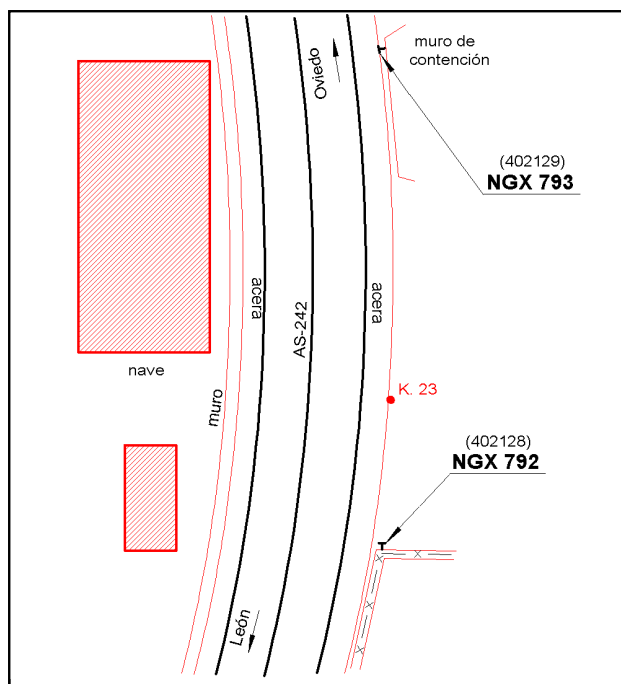 muro de
contención
Oviedo
(402129)
NGX 793
acera
AS-242
acera
nave
muro
K. 23
(402128)
NGX 792
León